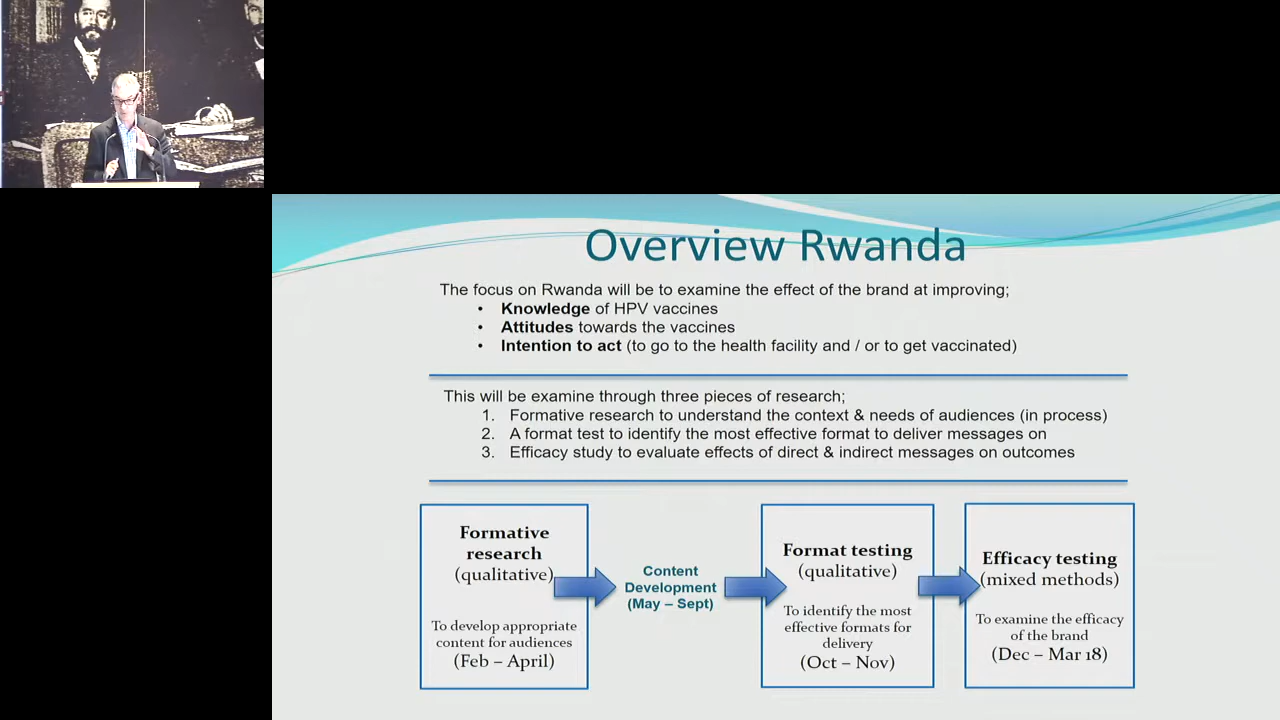 Overview Rwanda
The focus on Rwanda will be to examine the effect of the brand at improving;
• Knowledge of HPV vaccines
• Attitudes towards the vaccines
• Intention to act (to go to the health facility and / or to get vaccinated)
This will be examine through three pieces of research;
1. Formative research to understand the context & needs of audiences (in process)
2. A format test to identify the most effective format to deliver messages on
3. Efficacy study to evaluate effects of direct & indirect messages on outcomes
Formative
research
(qualitative)
To develop appropriate
content for audiences
(Feb – April)
Content
Development
(May – Sept)
Format testing
(qualitative)
To identify the most
effective formats for
delivery
(Oct – Nov)
Efficacy testing
(mixed methods)
To examine the efficacy
of the brand
(Dec – Mar 18)